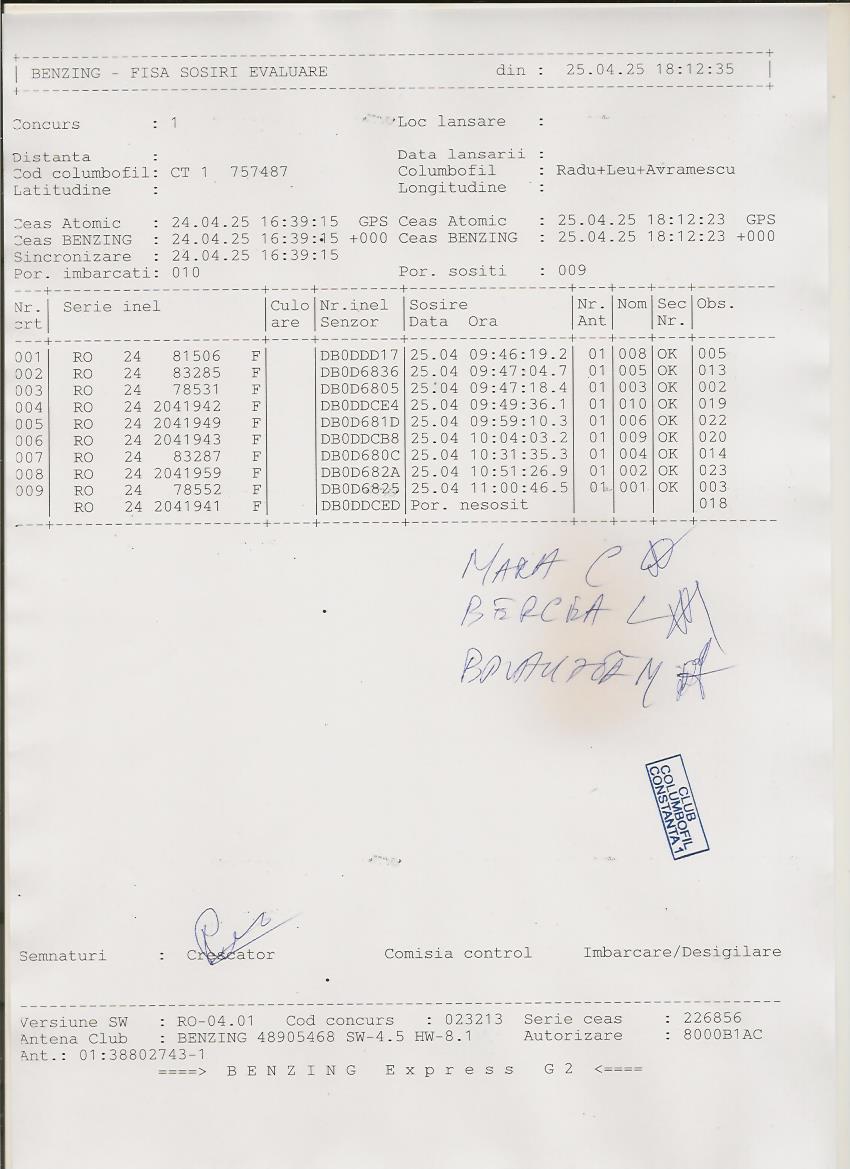 BENZING - FISA SOSIRI EVALUARE din : 25.04.25 18:12:35
Concurs : 1 Loc lansare :
Distanta : Data lansarii :
Cod columbofil: CT 1 757487 Columbofil : Radu+Leu+Avramescu
Latitudine : Longitudine :
Ceas Atomic : 24.04.25 16:39:15 GPS Ceas Atomic : 25.04.25 18:12:23 GPS
Ceas BENZING : 24.04.25 16:39:15 +000 Ceas BENZING : 25.04.25 18:12:23 +000
Sincronizare : 24.04.25 16:39:15
Por. imbarcati: 010 Por. sositi : 009
Nr. Serie inel Culo Nr.inel Sosire Nr. Nom Sec Obs.
crt are Senzor Data Ora Ant Nr.
001 RO 24 81506 F DB0DDD17 25.04 09:46:19.2 01 008 OK 005
002 RO 24 83285 F DB0D6836 25.04 09:47:04.7 01 005 OK 013
003 RO 24 78531 F DB0D6805 25.04 09:47:18.4 01 003 OK 002
004 RO 24 2041942 F DB0DDCE4 25.04 09:49:36.1 01 010 OK 019
005 RO 24 2041949 F DB0D681D 25.04 09:59:10.3 01 006 OK 022
006 RO 24 2041943 F DB0DDCB8 25.04 10:04:03.2 01 009 OK 020
007 RO 24 83287 F DB0D680C 25.04 10:31:35.3 01 004 OK 014
008 RO 24 2041959 F DB0D682A 25.04 10:51:26.9 01 002 OK 023
009 RO 24 78552 F DB0D6825 25.04 11:00:46.5 01 001 OK 003
RO 24 2041941 F DB0DDCED Por. nesosit 018
MARA C
BERCEA L
M
CLUB
COLUMBOFIL
CONSTANTA 1
Semnaturi : Crescator Comisia control Imbarcare/Desigilare
Versiune SW : RO-04.01 Cod concurs : 023213 Serie ceas : 226856
Antena Club : BENZING 48905468 SW-4.5 HW-8.1 Autorizare : 8000B1AC
Ant.: 01:38802743-1
====> B E N Z I N G E x p r e s s G 2 <====